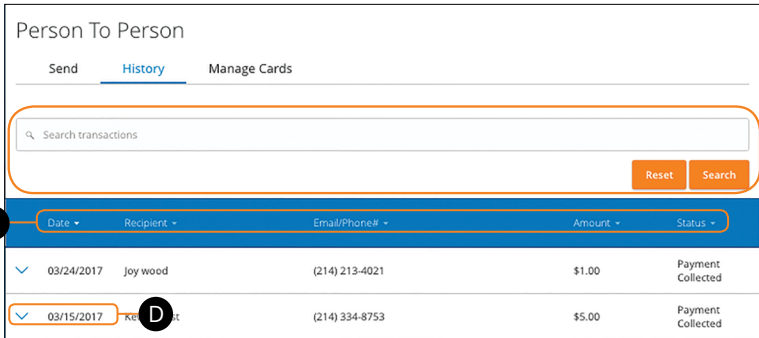 Person To Person
Send History Manage Cards
Search transactions
Reset Search
Date Recipient Email/Phone# Amount Status
03/24/2017 Joy wood (214) 213-4021 $1.00 Payment Collected
03/15/2017 D (214) 334-8753 $5.00 Payment Collected